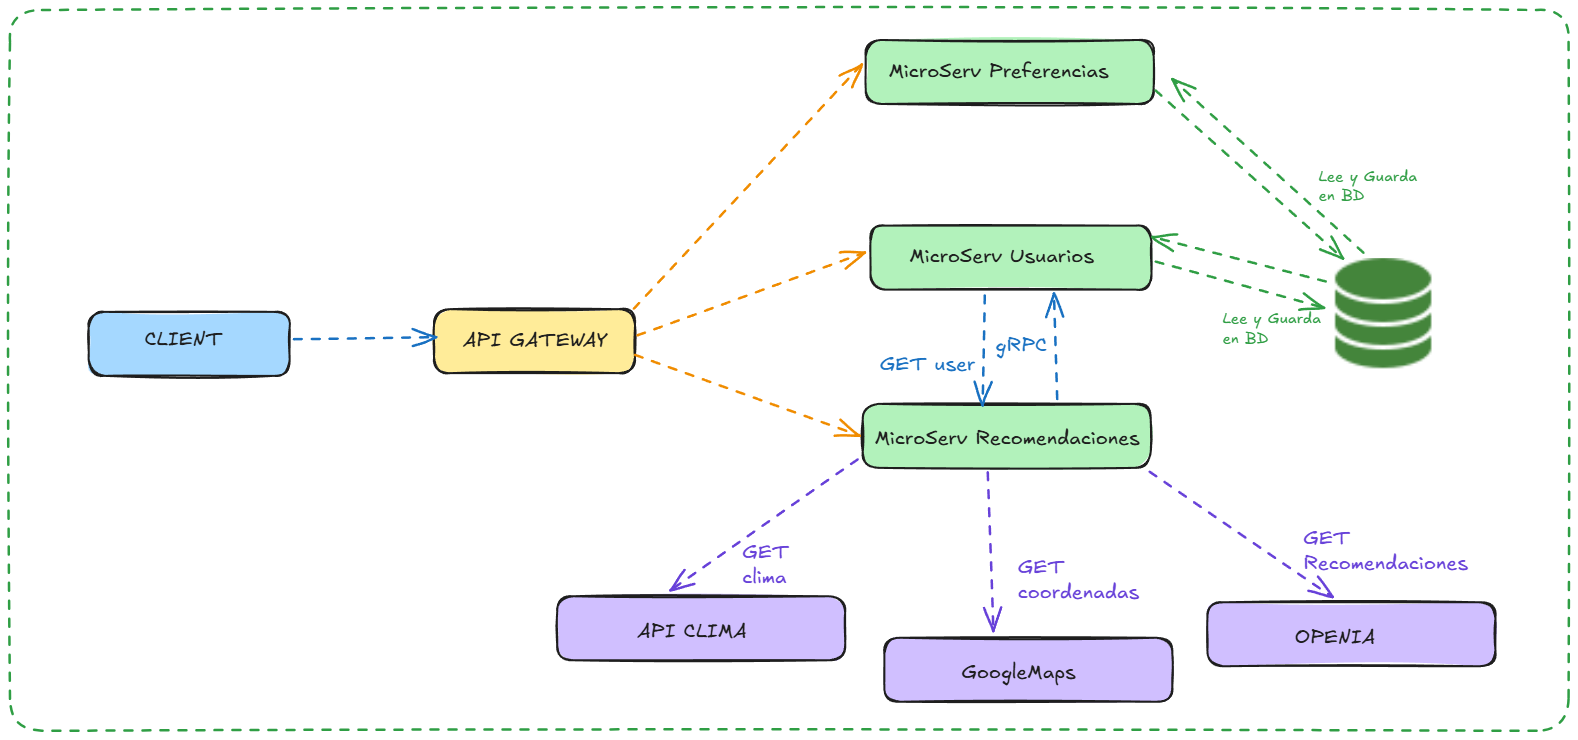 MicroServ Preferencias
Lee y Guarda
en BD
MicroServ Usuarios
CLIENT
API GATEWAY
Lee y Guarda
en BD
GET user
gRPC
MicroServ Recomendaciones
GET
clima
GET
coordenadas
GET
Recomendaciones
API CLIMA
GoogleMaps
OPENIA